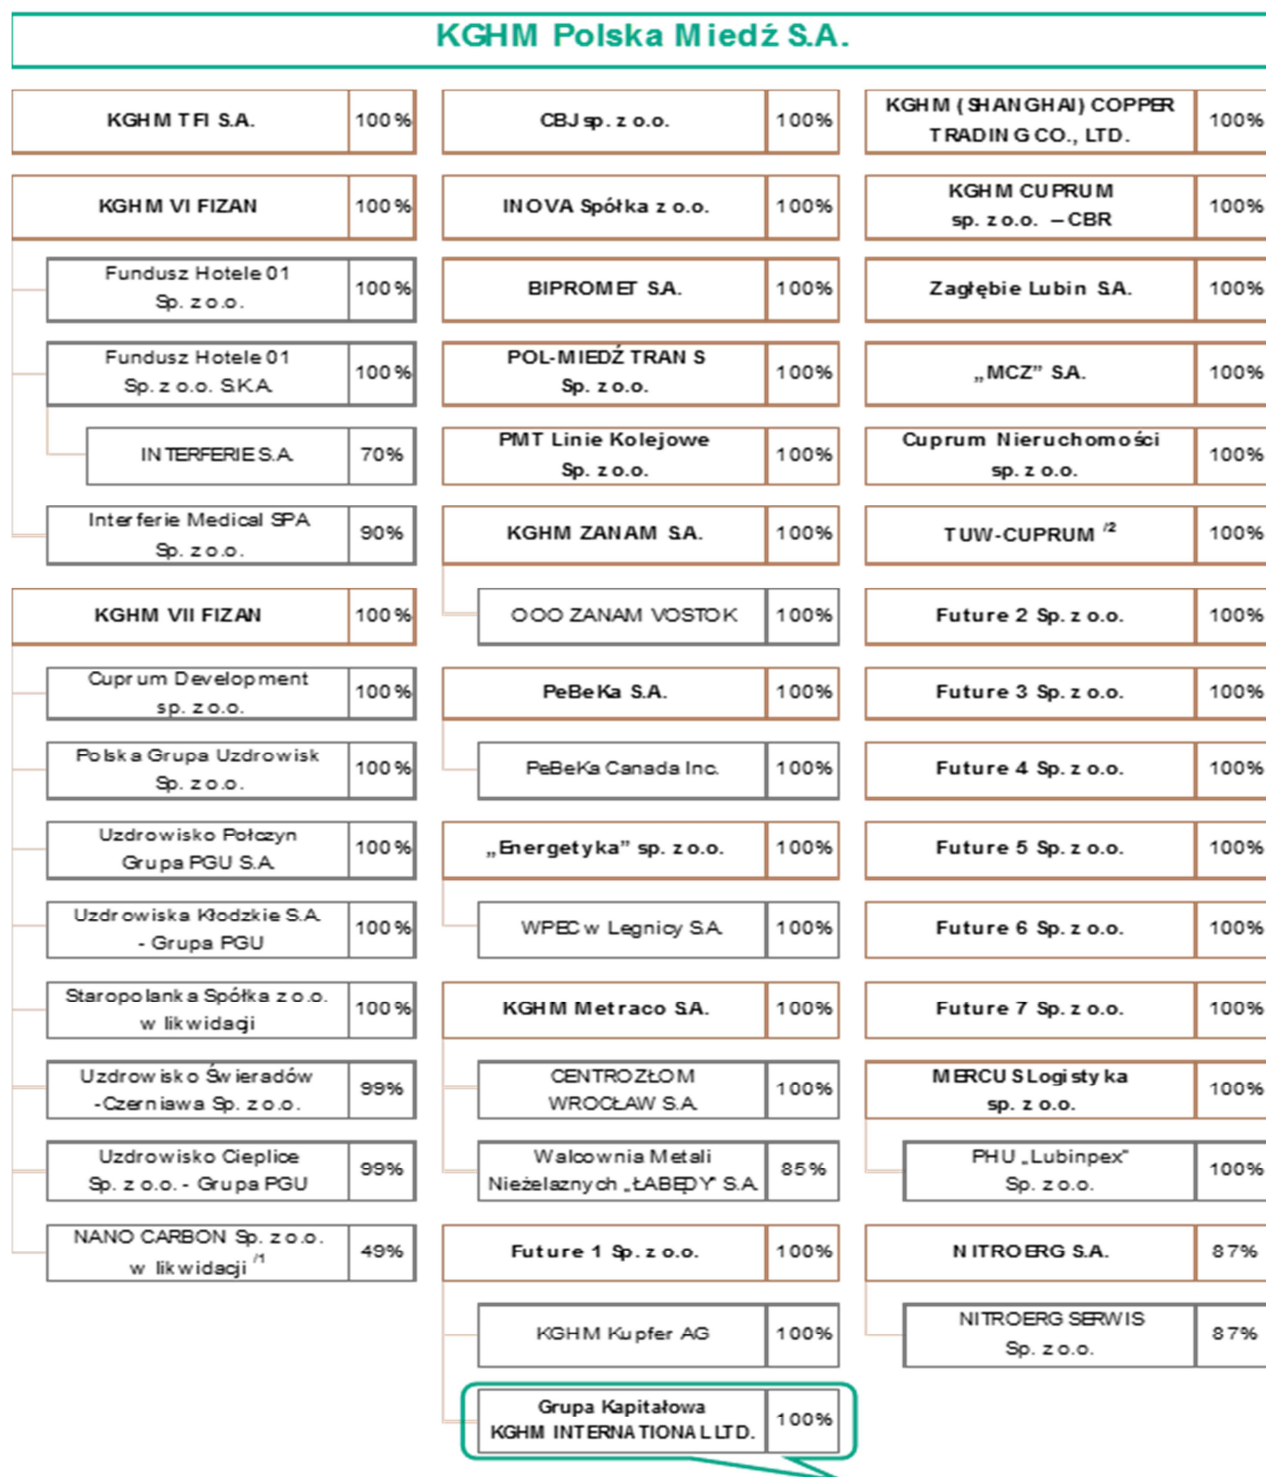 KGHM Polska Miedź S.A.
KGHM TFI S.A. 100%
KGHM VI FIZAN 100%
Fundusz Hotele 01
Sp. z o.o. 100%
Fundusz Hotele 01
Sp. z o.o. S.K.A. 100%
INTERFERIE S.A. 70%
Interferie Medical SPA
Sp. z o.o. 90%
KGHM VII FIZAN 100%
Cuprum Development
sp. z o.o. 100%
Polska Grupa Uzdrowisk
Sp. z o.o. 100%
Uzdrowisko Połczyn
Grupa PGU S.A. 100%
Uzdrowiska Kłodzkie S.A.
- Grupa PGU 100%
Staropolanka Spółka z o.o.
w likwidacji 100%
Uzdrowisko Świeradów
-Czerniawa Sp. z o.o. 99%
Uzdrowisko Cieplice
Sp. z o.o. - Grupa PGU 99%
NANO CARBON Sp. z o.o.
w likwidacji /1 49%
CBJ sp. z o.o. 100%
INOVA Spółka z o.o. 100%
BIPROMET S.A. 100%
POL-MIEDŹ TRANS
Sp. z o.o. 100%
PMT Linie Kolejowe
Sp. z o.o. 100%
KGHM ZANAM S.A. 100%
OOO ZANAM VOSTOK 100%
PeBeKa S.A. 100%
PeBeKa Canada Inc. 100%
„Energetyka” sp. z o.o. 100%
WPEC w Legnicy S.A. 100%
KGHM Metraco S.A. 100%
CENTROZŁOM
WROCŁAW S.A. 100%
Walcownia Metali
Nieżelaznych „ŁABĘDY” S.A. 85%
Future 1 Sp. z o.o. 100%
KGHM Kupfer AG 100%
Grupa Kapitałowa
KGHM INTERNATIONAL LTD. 100%
KGHM (SHANGHAI) COPPER
TRADING CO., LTD. 100%
KGHM CUPRUM
sp. z o.o. – CBR 100%
Zagłębie Lubin S.A. 100%
„MCZ” S.A. 100%
Cuprum Nieruchomości
sp. z o.o. 100%
TUW-CUPRUM /2 100%
Future 2 Sp. z o.o. 100%
Future 3 Sp. z o.o. 100%
Future 4 Sp. z o.o. 100%
Future 5 Sp. z o.o. 100%
Future 6 Sp. z o.o. 100%
Future 7 Sp. z o.o. 100%
MERCUS Logistyka
sp. z o.o. 100%
PHU „Lubinpex”
Sp. z o.o. 100%
NITROERG S.A. 87%
NITROERG SERWIS
Sp. z o.o. 87%